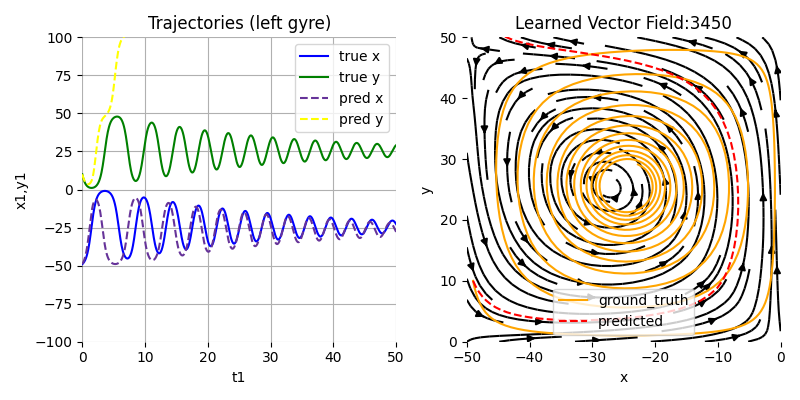 Trajectories (left gyre)
100
75
50
25
0
−25
−50
−75
−100
x1,y1
true x
true y
pred x
pred y
0
10
20
30
40
50
t1
Learned Vector Field:3450
50
40
30
20
10
0
y
ground_truth
predicted
−50
−40
−30
−20
−10
0
x